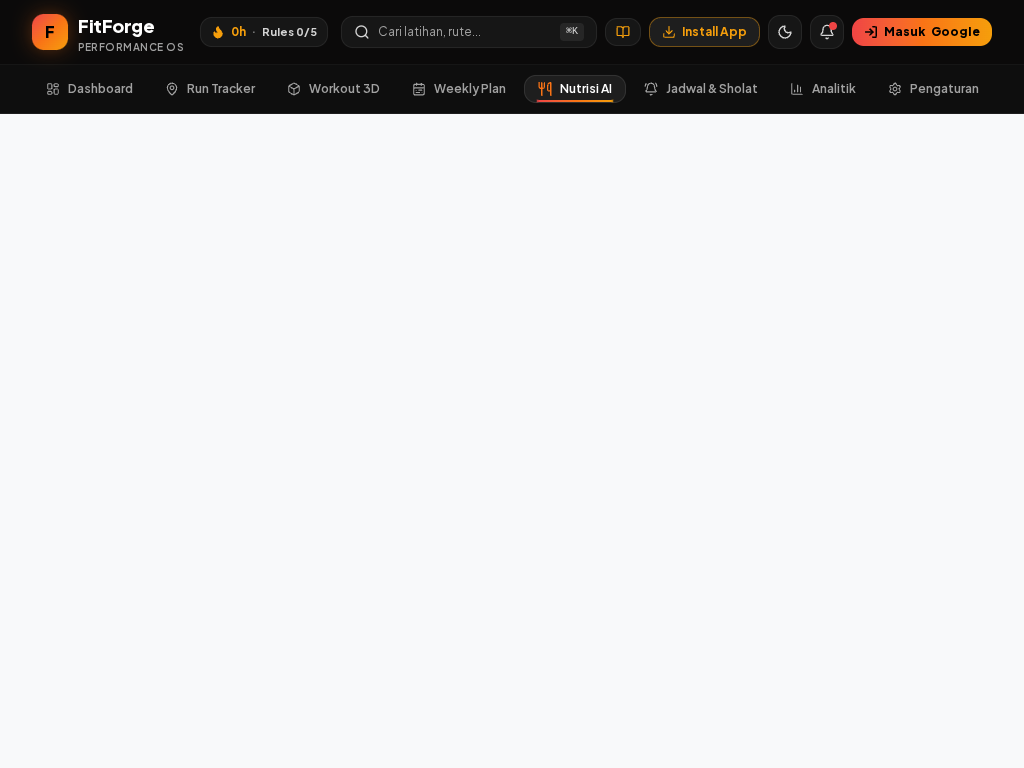 F
FitForge
PERFORMANCE OS
0h · Rules 0/5
Cari latihan, rute...
⌘K
Install App
Masuk Google
Dashboard
Run Tracker
Workout 3D
Weekly Plan
Nutrisi AI
Jadwal & Sholat
Analitik
Pengaturan